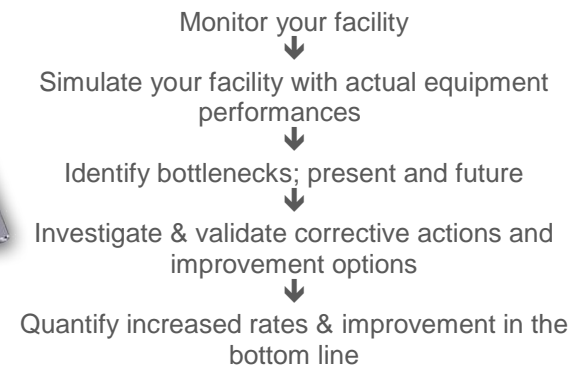 Monitor your facility
Simulate your facility with actual equipment
performances
Identify bottlenecks; present and future
Investigate & validate corrective actions and
improvement options
Quantify increased rates & improvement in the
bottom line